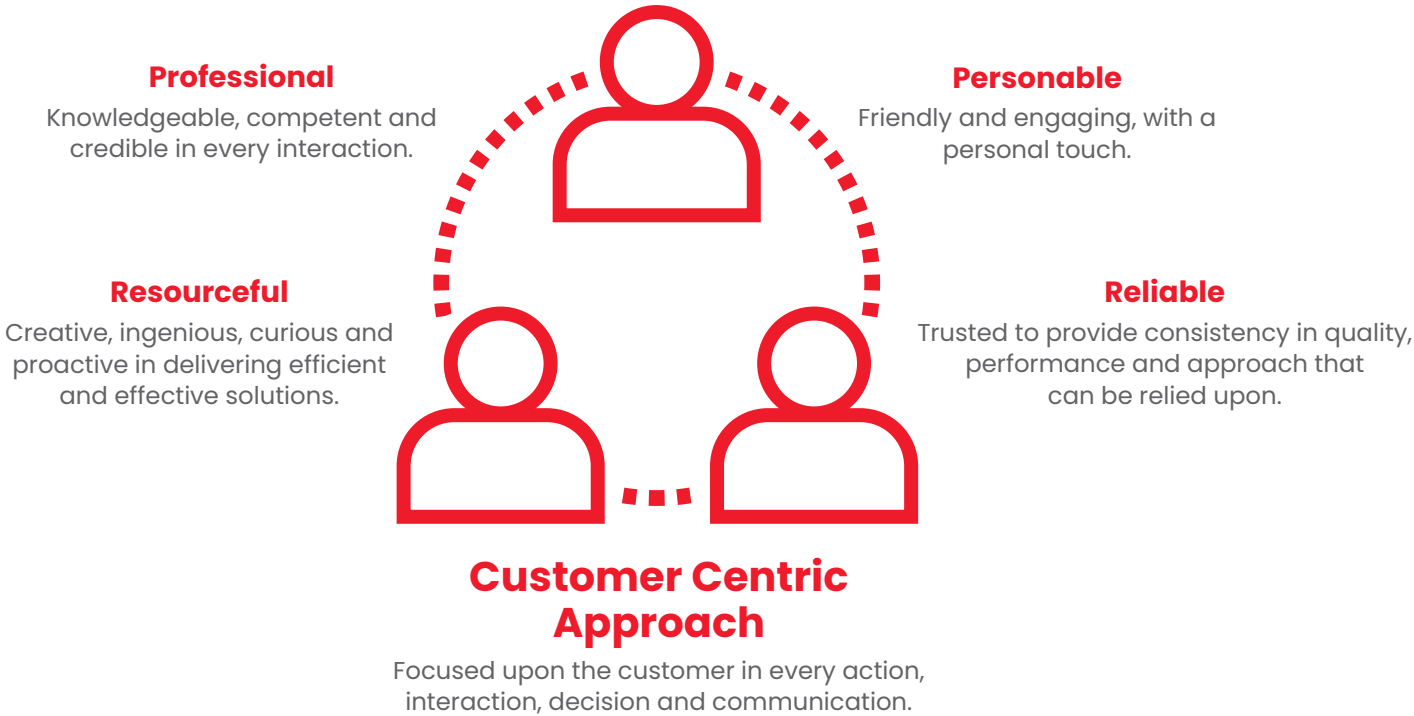 Professional
Knowledgeable, competent and
credible in every interaction.
Personable
Friendly and engaging, with a
personal touch.
Resourceful
Creative, ingenious, curious and
proactive in delivering efficient
and effective solutions.
Reliable
Trusted to provide consistency in quality,
performance and approach that
can be relied upon.
Customer Centric
Approach
Focused upon the customer in every action,
interaction, decision and communication.